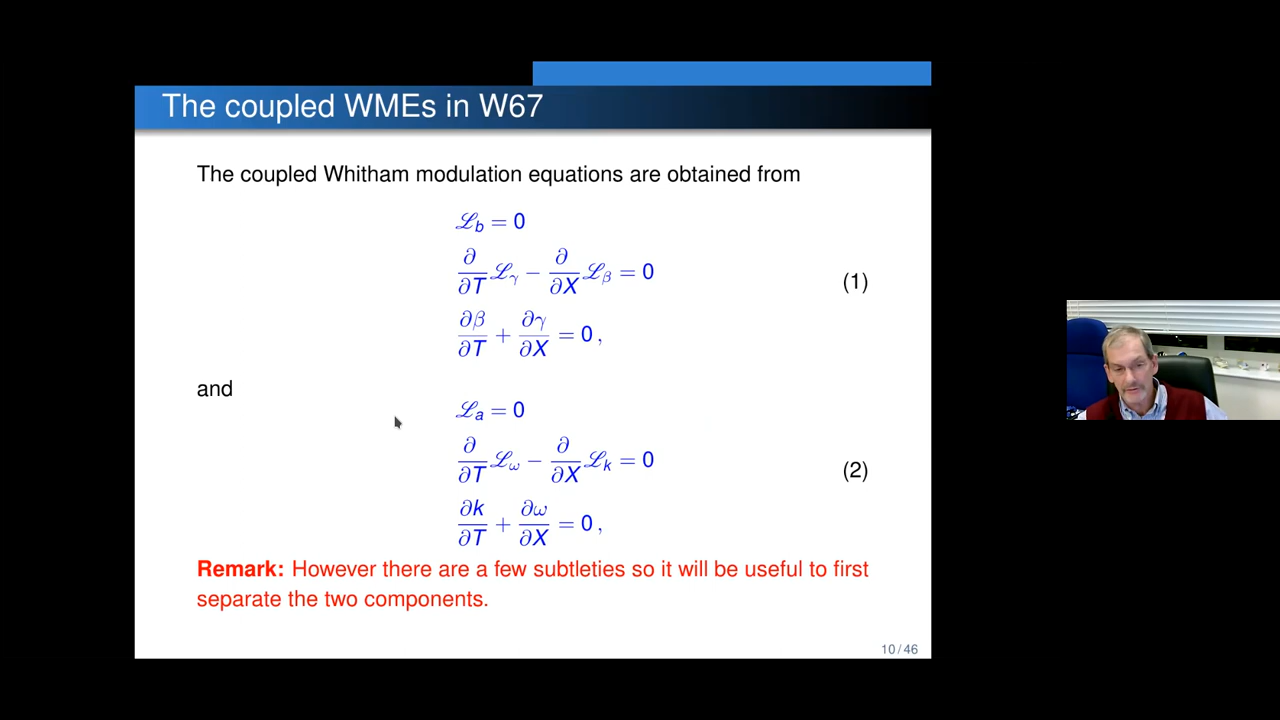 The coupled WMEs in W67
The coupled Whitham modulation equations are obtained from
ℒ_b = 0
∂/∂T ℒ_γ − ∂/∂X ℒ_β = 0 (1)
∂β/∂T + ∂γ/∂X = 0 ,
and
ℒ_a = 0
∂/∂T ℒ_ω − ∂/∂X ℒ_k = 0 (2)
∂k/∂T + ∂ω/∂X = 0 ,
Remark: However there are a few subtleties so it will be useful to first
separate the two components.
10 / 46